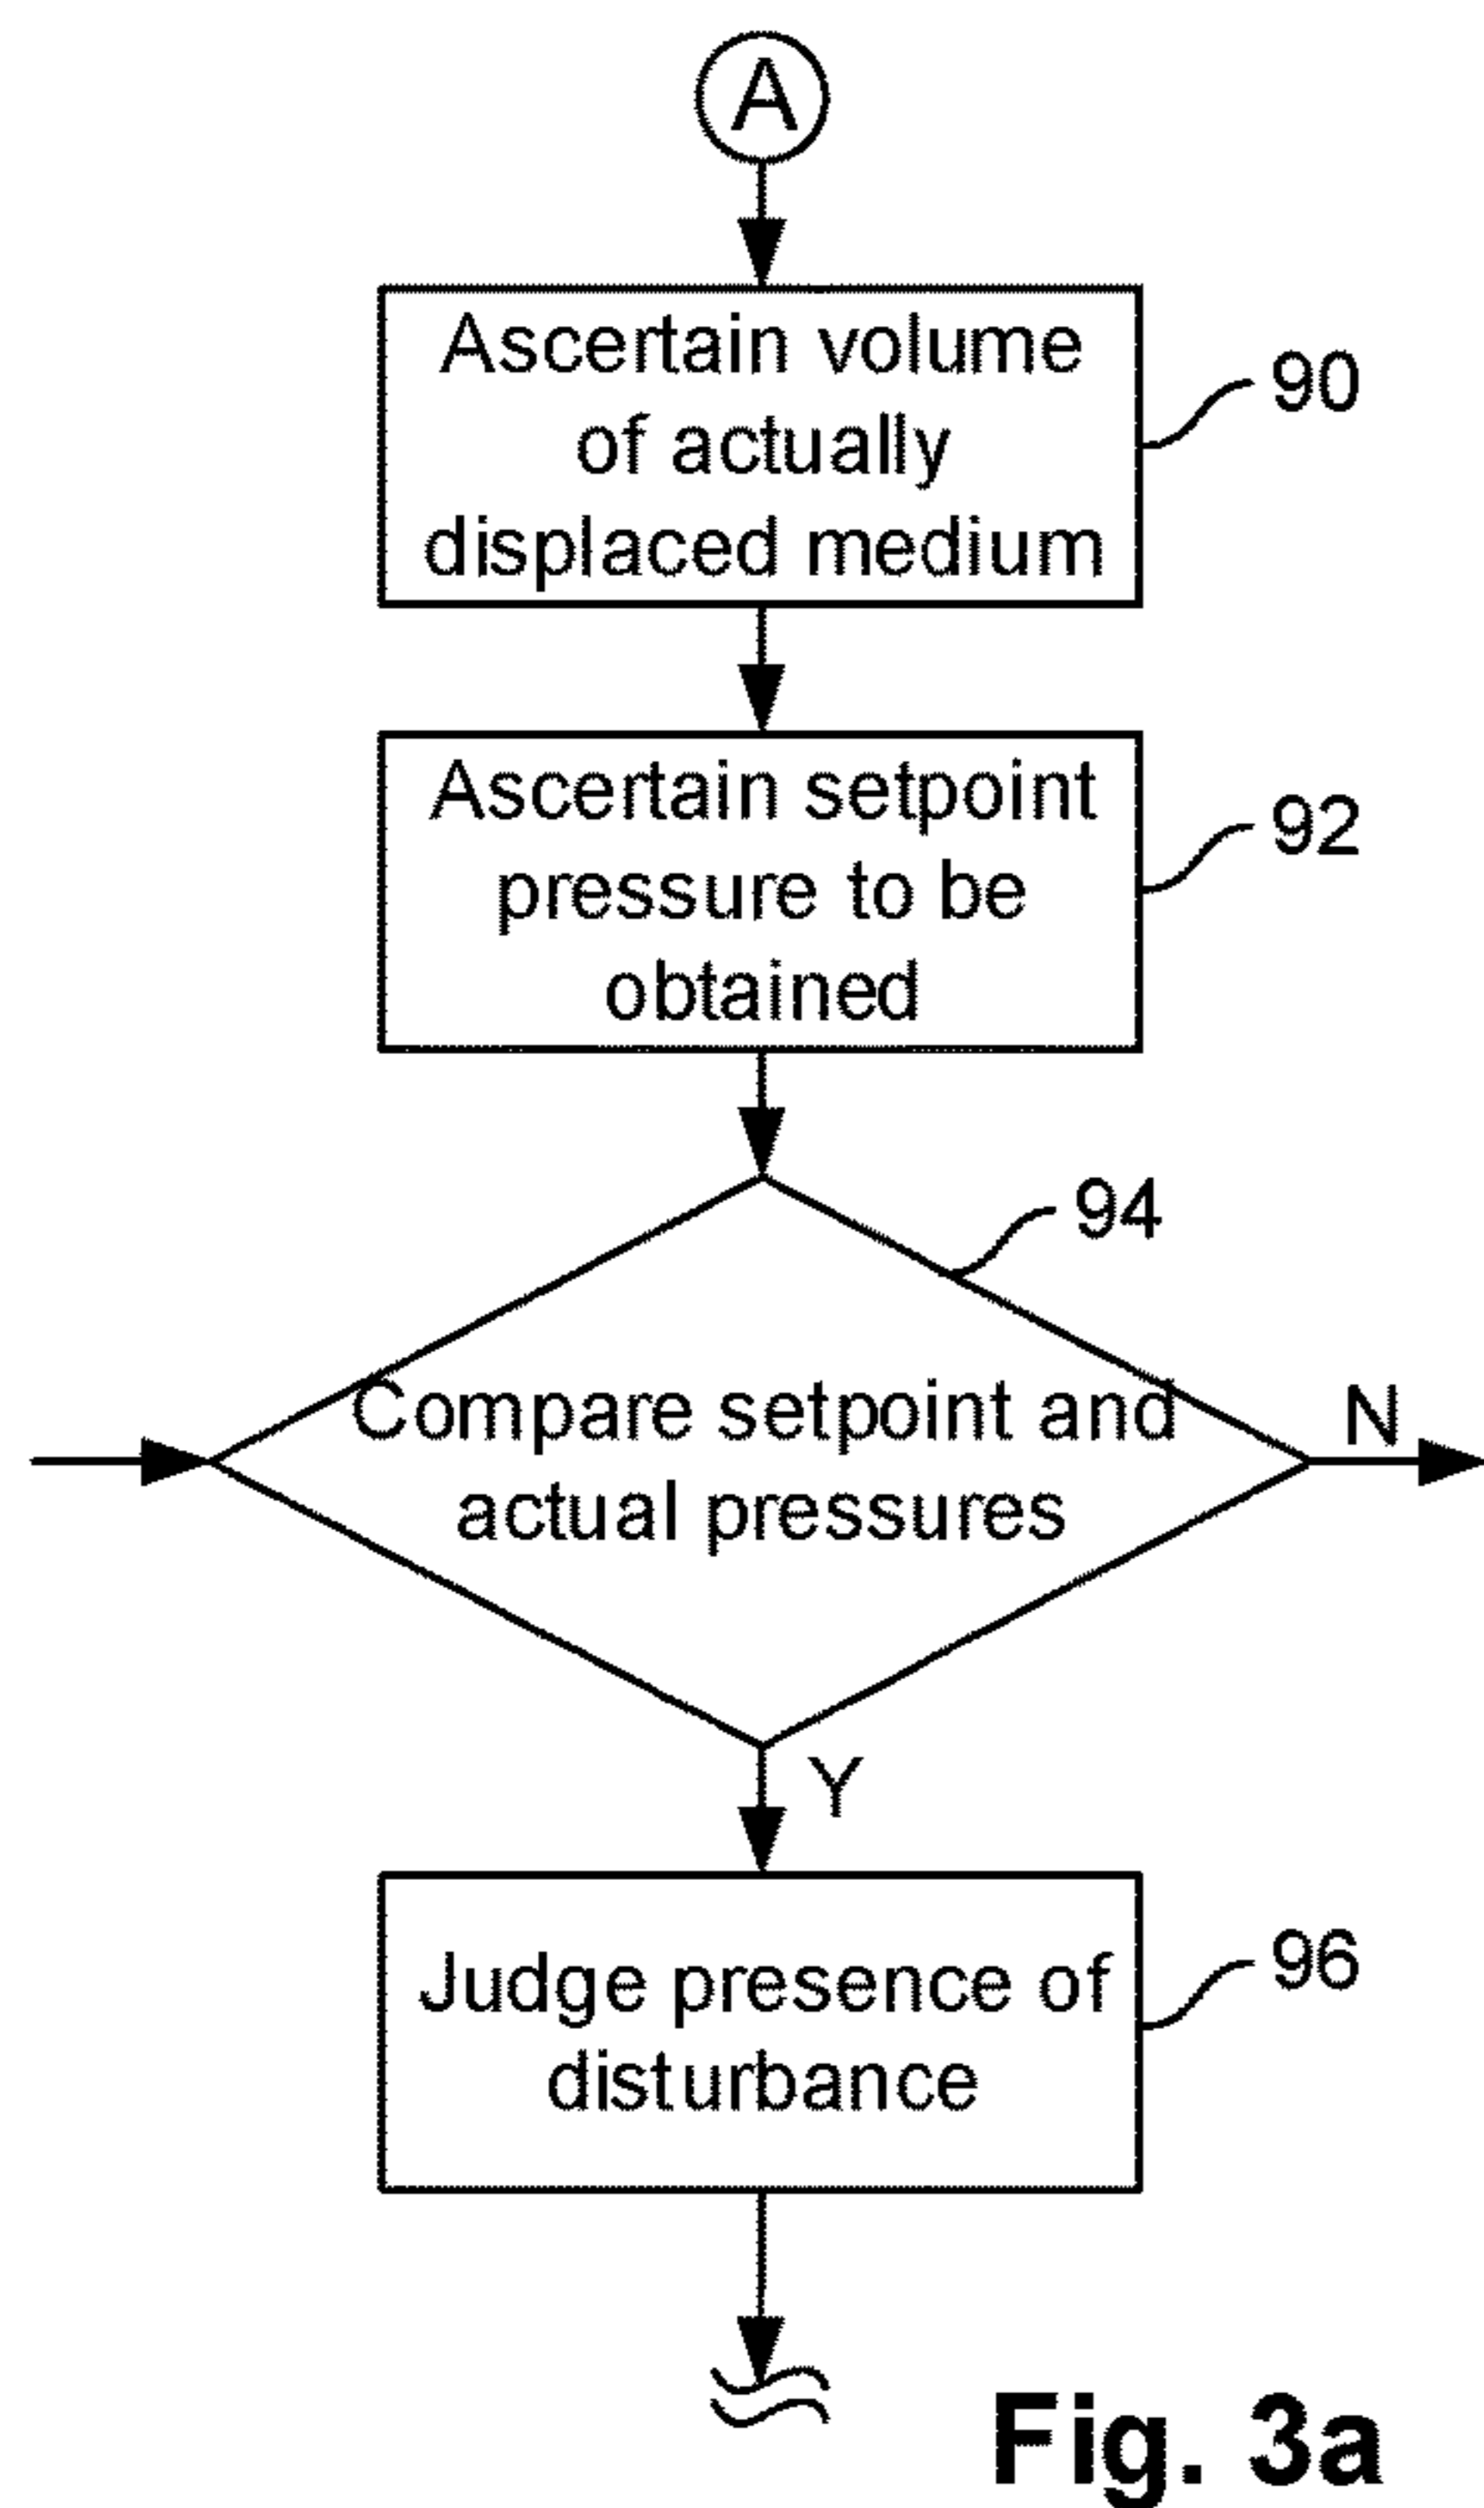 A
Ascertain volume
of actually
displaced medium
90
Ascertain setpoint
pressure to be
obtained
92
94
Compare setpoint and
actual pressures
N
Y
Judge presence of
disturbance
96
Fig. 3a